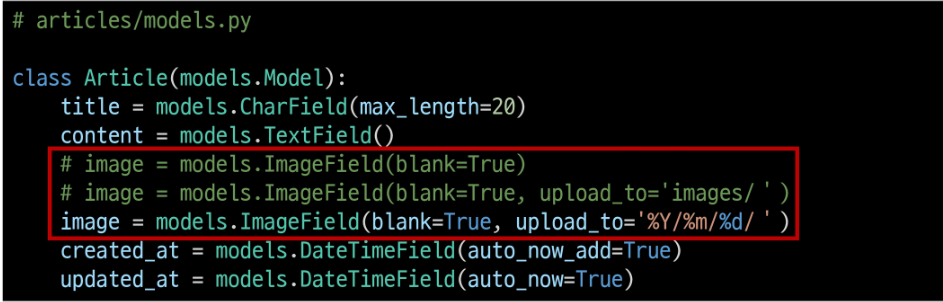 # articles/models.py
class Article(models.Model):
title = models.CharField(max_length=20)
content = models.TextField()
# image = models.ImageField(blank=True)
# image = models.ImageField(blank=True, upload_to='images/ ' )
image = models.ImageField(blank=True, upload_to='%Y/%m/%d/ ' )
created_at = models.DateTimeField(auto_now_add=True)
updated_at = models.DateTimeField(auto_now=True)